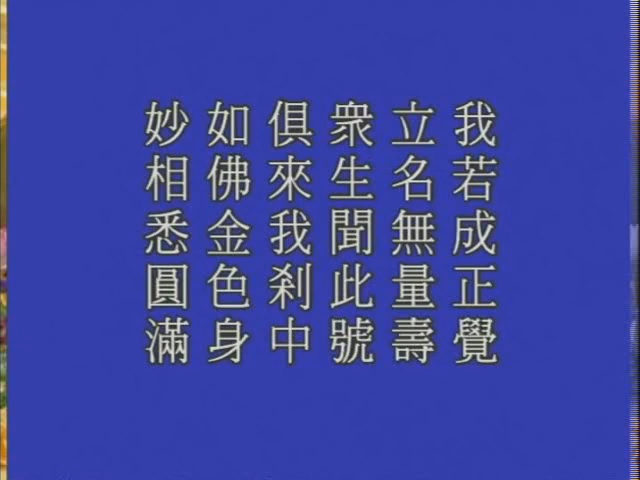 我若成正覺
立名無量壽
衆生聞此號
俱來我刹中
如佛金色身
妙相悉圓滿